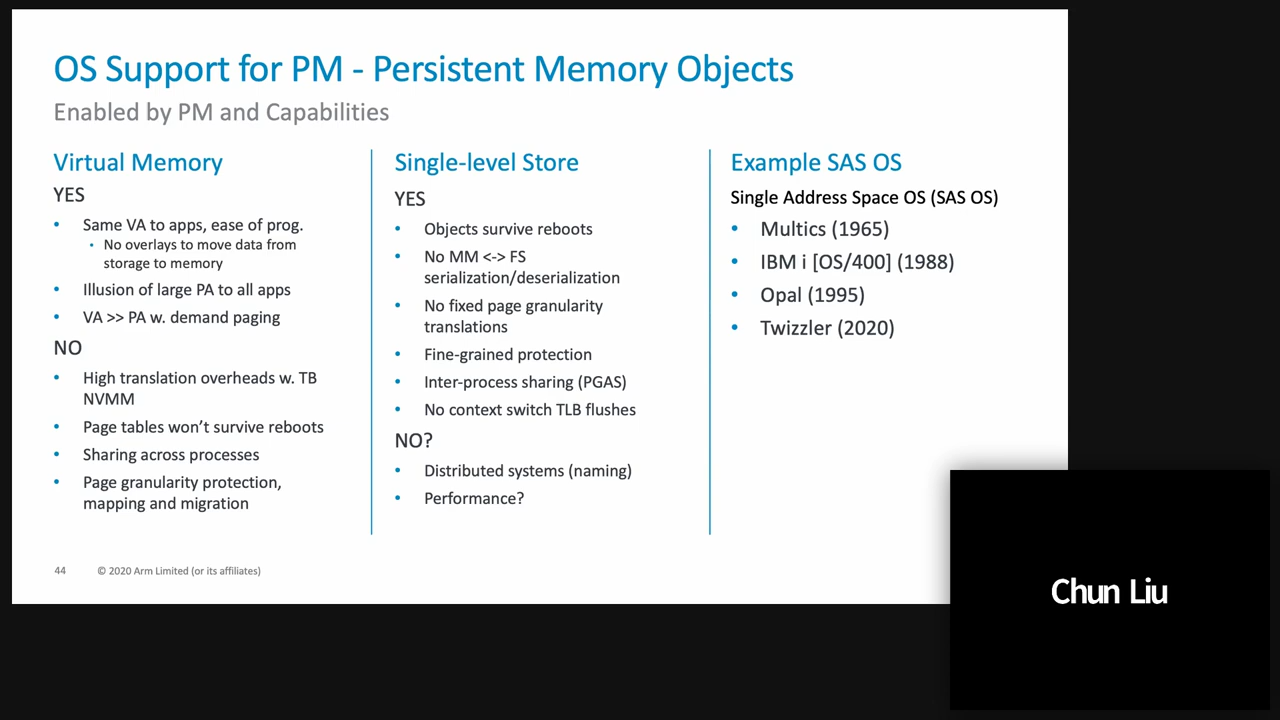 OS Support for PM - Persistent Memory Objects
Enabled by PM and Capabilities
Virtual Memory
YES
• Same VA to apps, ease of prog.
• No overlays to move data from
storage to memory
• Illusion of large PA to all apps
• VA >> PA w. demand paging
NO
• High translation overheads w. TB
NVMM
• Page tables won’t survive reboots
• Sharing across processes
• Page granularity protection,
mapping and migration
Single-level Store
YES
• Objects survive reboots
• No MM <-> FS
serialization/deserialization
• No fixed page granularity
translations
• Fine-grained protection
• Inter-process sharing (PGAS)
• No context switch TLB flushes
NO?
• Distributed systems (naming)
• Performance?
Example SAS OS
Single Address Space OS (SAS OS)
• Multics (1965)
• IBM i [OS/400] (1988)
• Opal (1995)
• Twizzler (2020)
44 © 2020 Arm Limited (or its affiliates)
Chun Liu